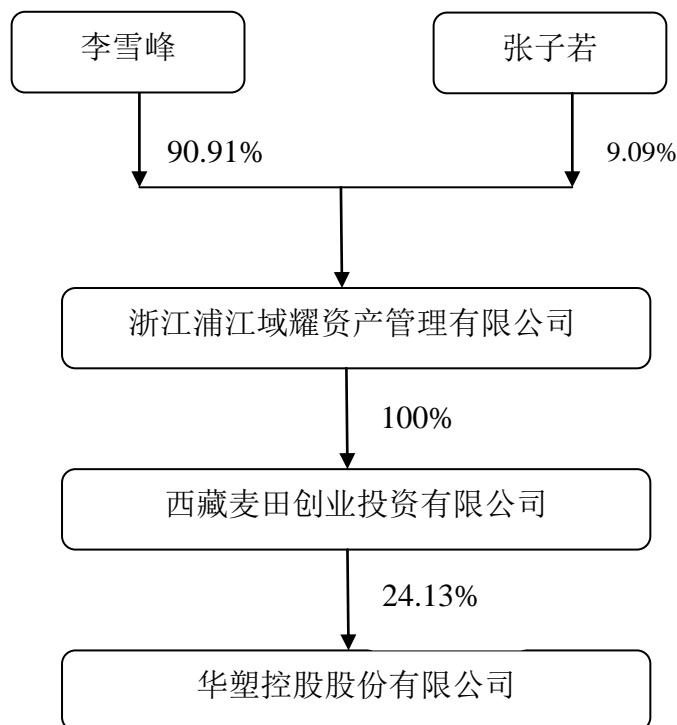 李雪峰
张子若
90.91%
9.09%
浙江浦江域耀资产管理有限公司
100%
西藏麦田创业投资有限公司
24.13%
华塑控股股份有限公司